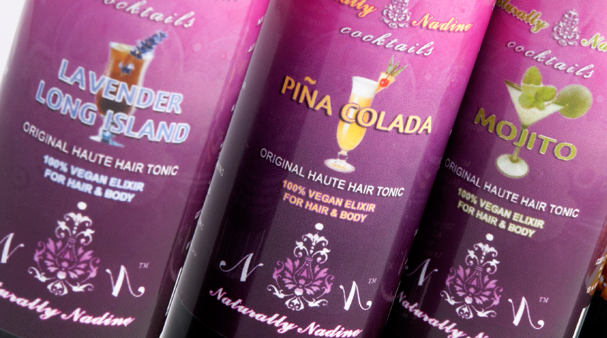 cocktails
LAVENDER
LONG ISLAND
ORIGINAL HAUTE HAIR TONIC
100% VEGAN ELIXIR
FOR HAIR & BODY
N N ™
Naturally Nadine
Naturally Nadine
cocktails
PIÑA COLADA
ORIGINAL HAUTE HAIR TONIC
100% VEGAN ELIXIR
FOR HAIR & BODY
N N ™
Naturally Nadine
Naturally
cocktails
MOJITO
ORIGINAL HAUTE HAIR TONIC
100% VEGAN ELIXIR
FOR HAIR & BODY
N N ™
Naturally